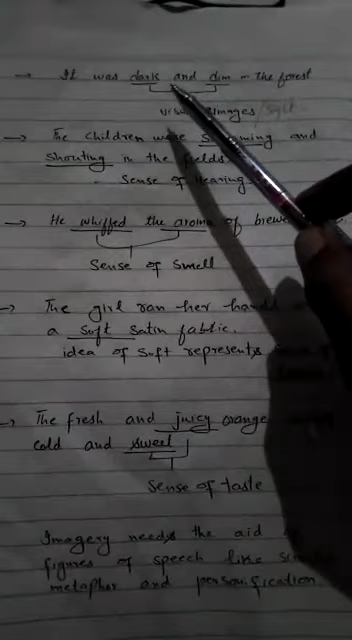 → It was dark and dim in the forest
visual images/sight
→ The children were screaming and
shouting in the fields
- Sense of Hearing
→ He whiffed the aroma of brewed
Sense of Smell
→ The girl ran her hands
a soft satin fabric.
idea of soft represents
→ The fresh and juicy orange
cold and sweet
Sense of taste
Imagery needs the aid of
figures of speech like simile
metaphor and personification.